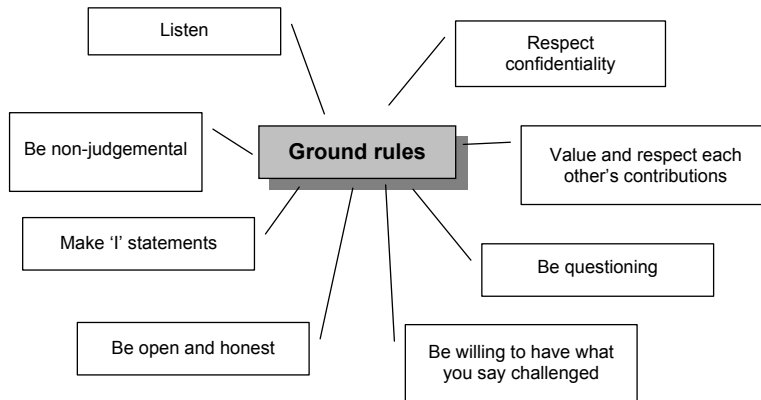 Listen
Respect
confidentiality
Be non-judgemental
Ground rules
Value and respect each
other’s contributions
Make ‘I’ statements
Be questioning
Be open and honest
Be willing to have what
you say challenged